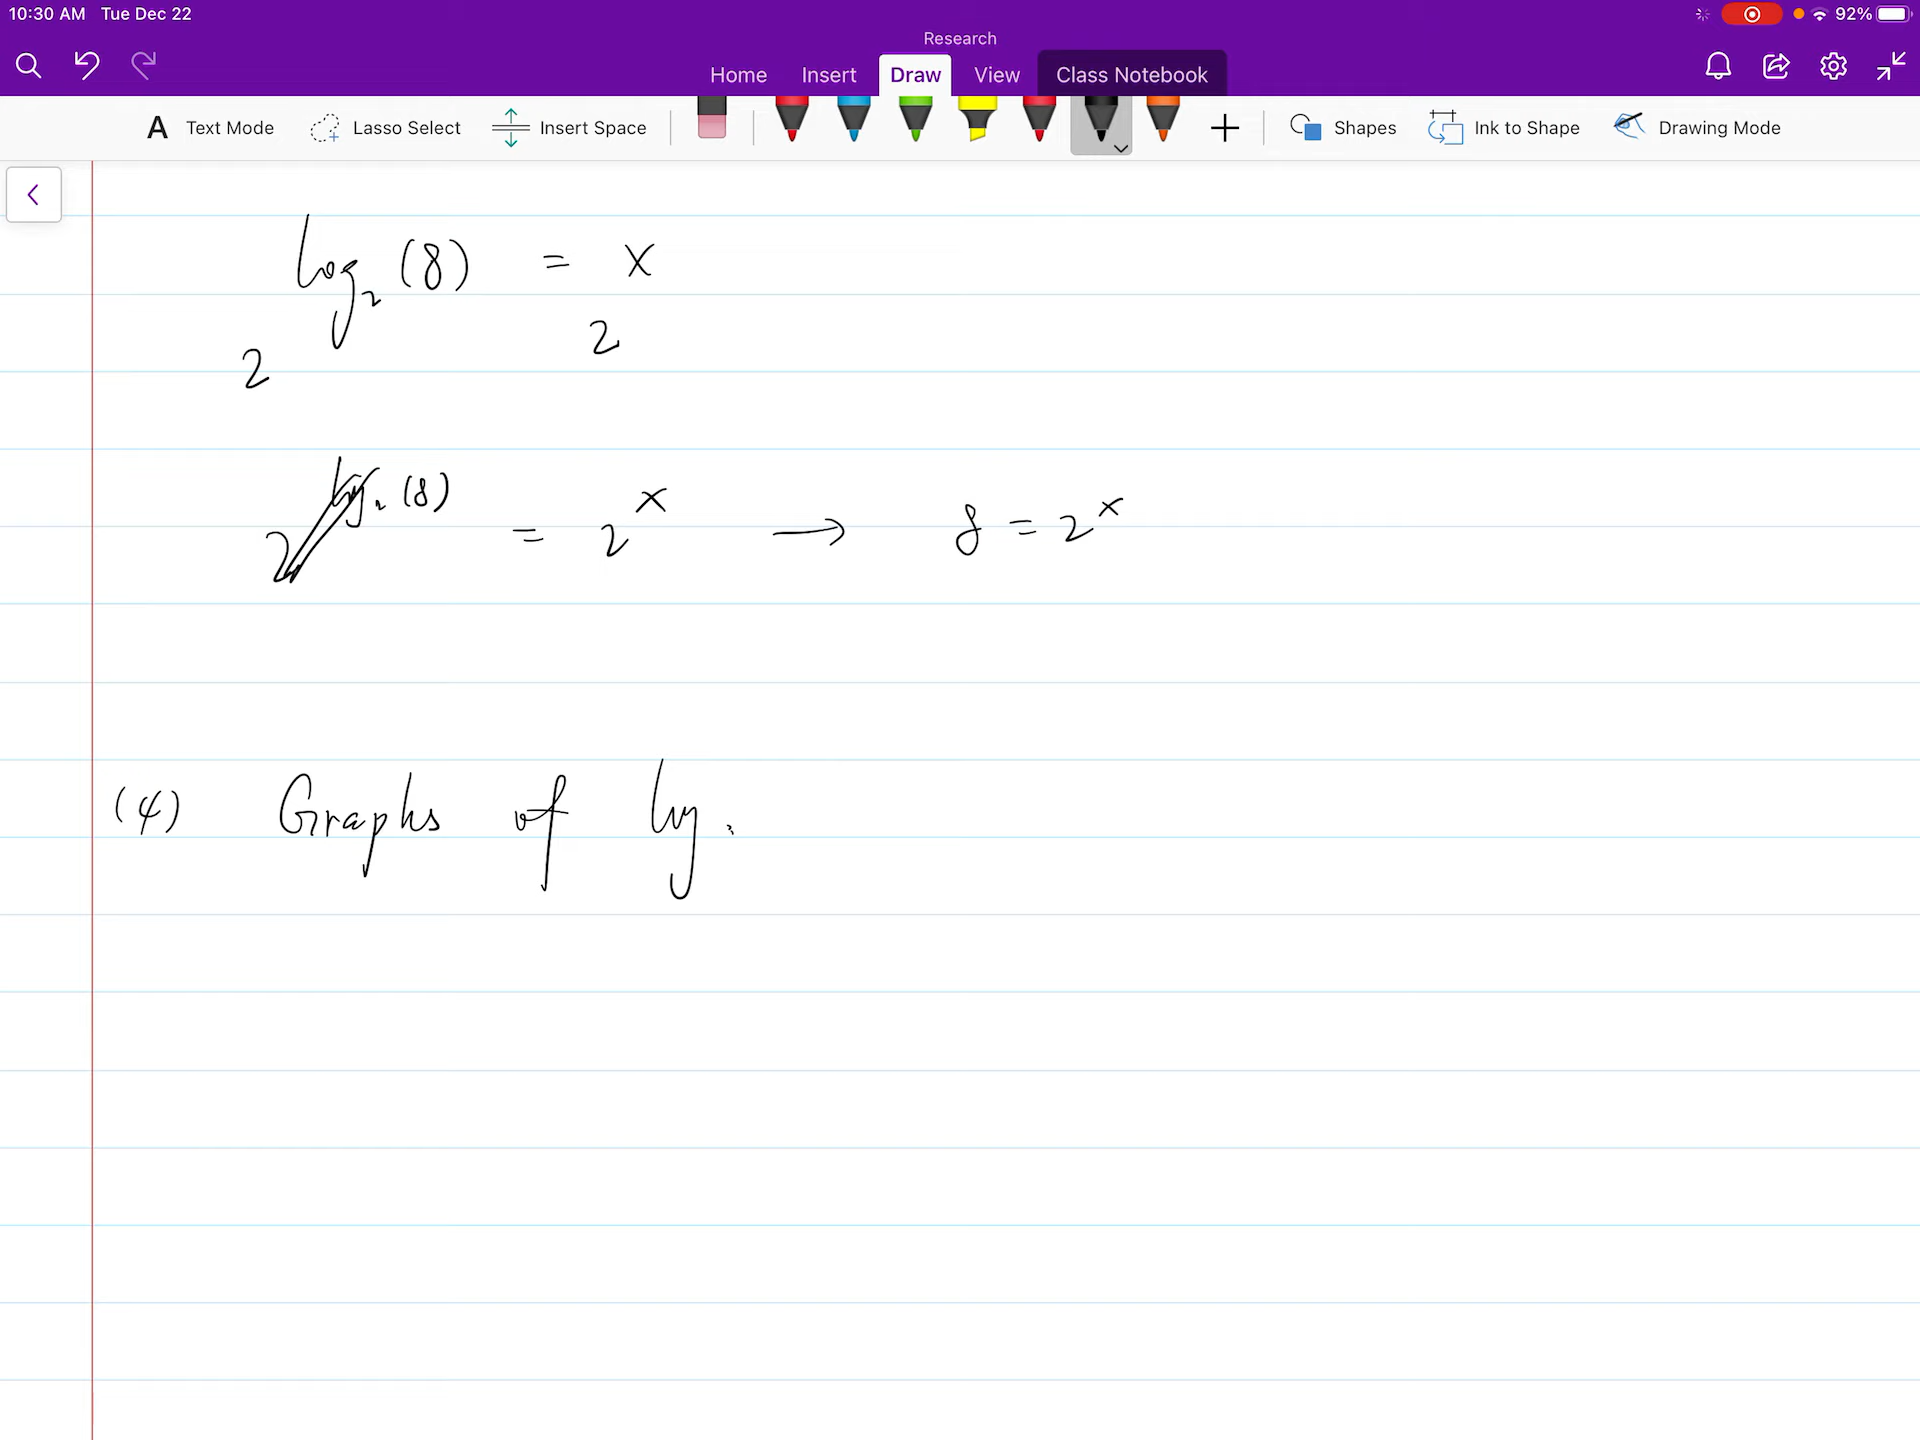 10:30 AM Tue Dec 22
92%
Research
Home Insert Draw View Class Notebook
Text Mode Lasso Select Insert Space Shapes Ink to Shape Drawing Mode
log₂ (8) = x
2 2
2^log₂(8) = 2^x → 8 = 2^x
(4) Graphs of log.